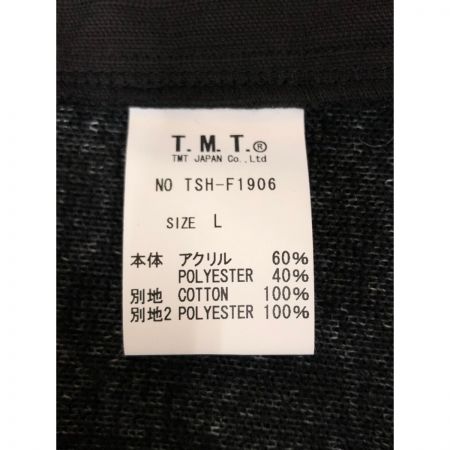 T.M.T.®
TMT JAPAN Co.,Ltd
NO TSH-F1906
SIZE L
本体 アクリル 60%
POLYESTER 40%
別地 COTTON 100%
別地2 POLYESTER 100%